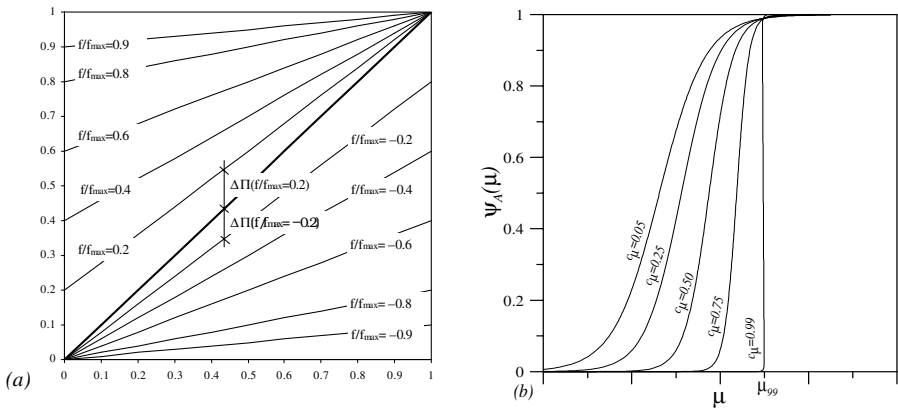 1
0.9
0.8
0.7
0.6
0.5
0.4
0.3
0.2
0.1
0
f/fmax=0.9
f/fmax=0.8
f/fmax=0.6
f/fmax=0.4
f/fmax=0.2
ΔΠ(f/fmax=0.2)
ΔΠ(f/fmax= −0.2)
f/fmax= −0.2
f/fmax= −0.4
f/fmax= −0.6
f/fmax= −0.8
f/fmax= −0.9
0 0.1 0.2 0.3 0.4 0.5 0.6 0.7 0.8 0.9 1
(a)
1
0.8
0.6
0.4
0.2
0
ψA(μ)
cμ=0.05
cμ=0.25
cμ=0.50
cμ=0.75
cμ=0.99
μ
μ99
(b)